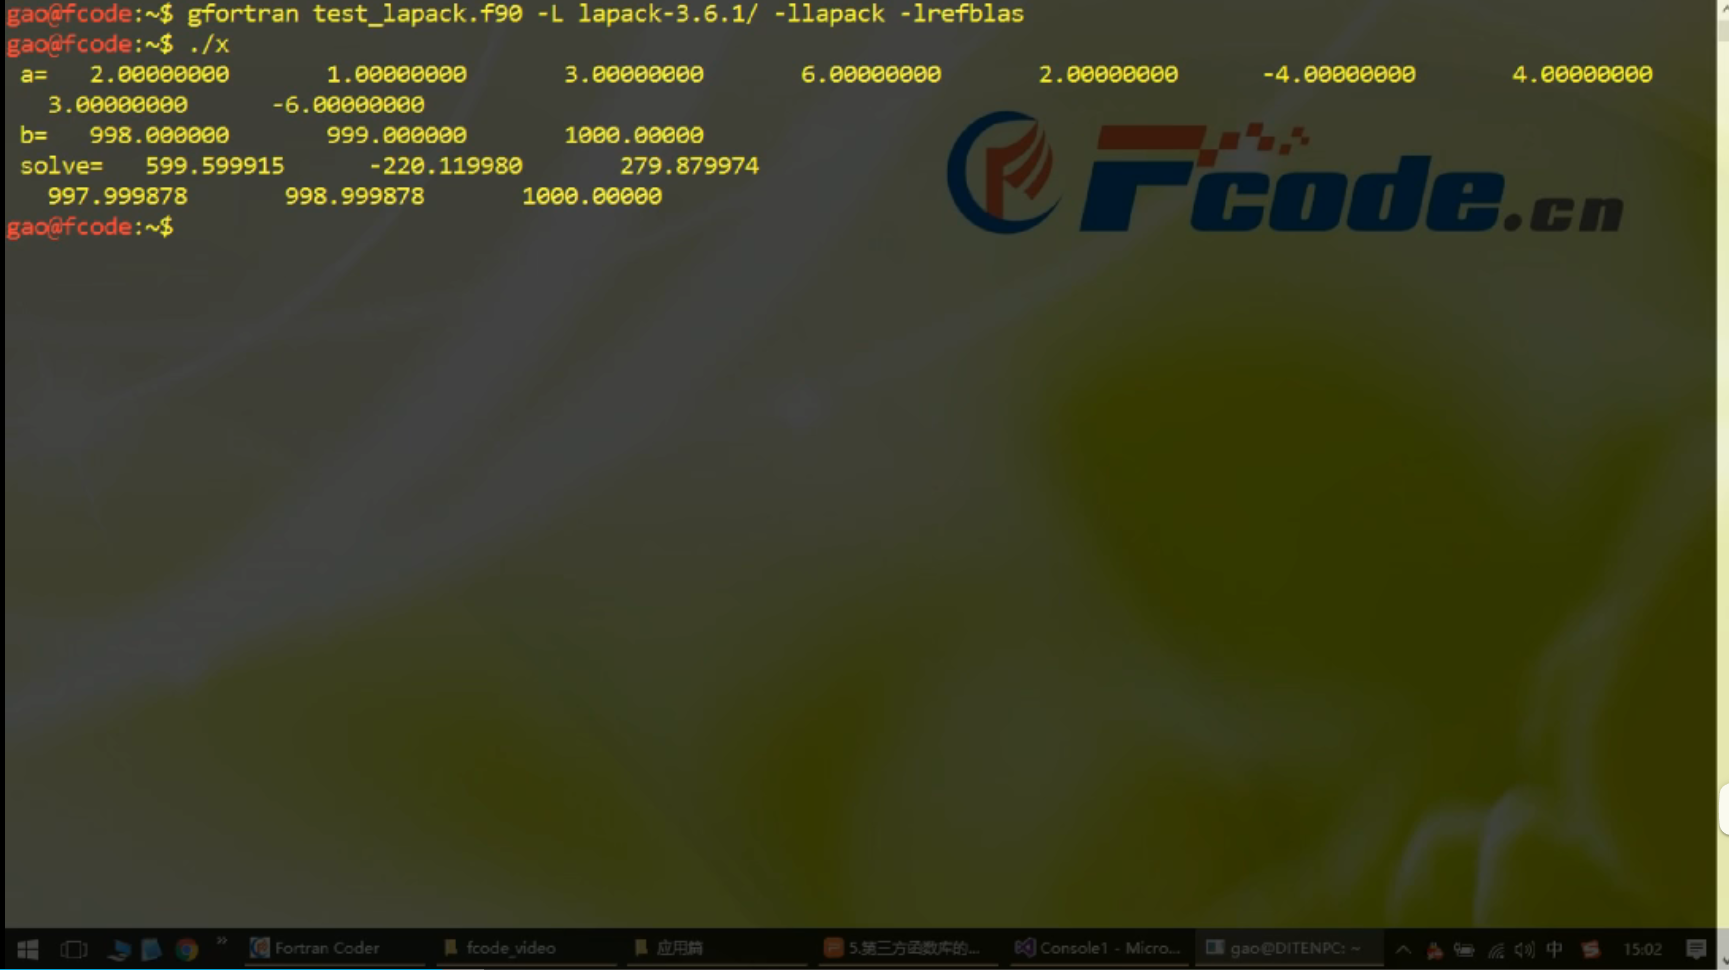 gao@fcode:~$ gfortran test_lapack.f90 -L lapack-3.6.1/ -llapack -lrefblas
gao@fcode:~$ ./x
a= 2.00000000 1.00000000 3.00000000 6.00000000 2.00000000 -4.00000000 4.00000000
3.00000000 -6.00000000
b= 998.000000 999.000000 1000.00000
solve= 599.599915 -220.119980 279.879974
997.999878 998.999878 1000.00000
gao@fcode:~$
Fcode.cn
Fortran Coder fcode_video 应用篇 5.第三方函数库的... Console1 - Micro... gao@DITENPC: ~ 中 15:02